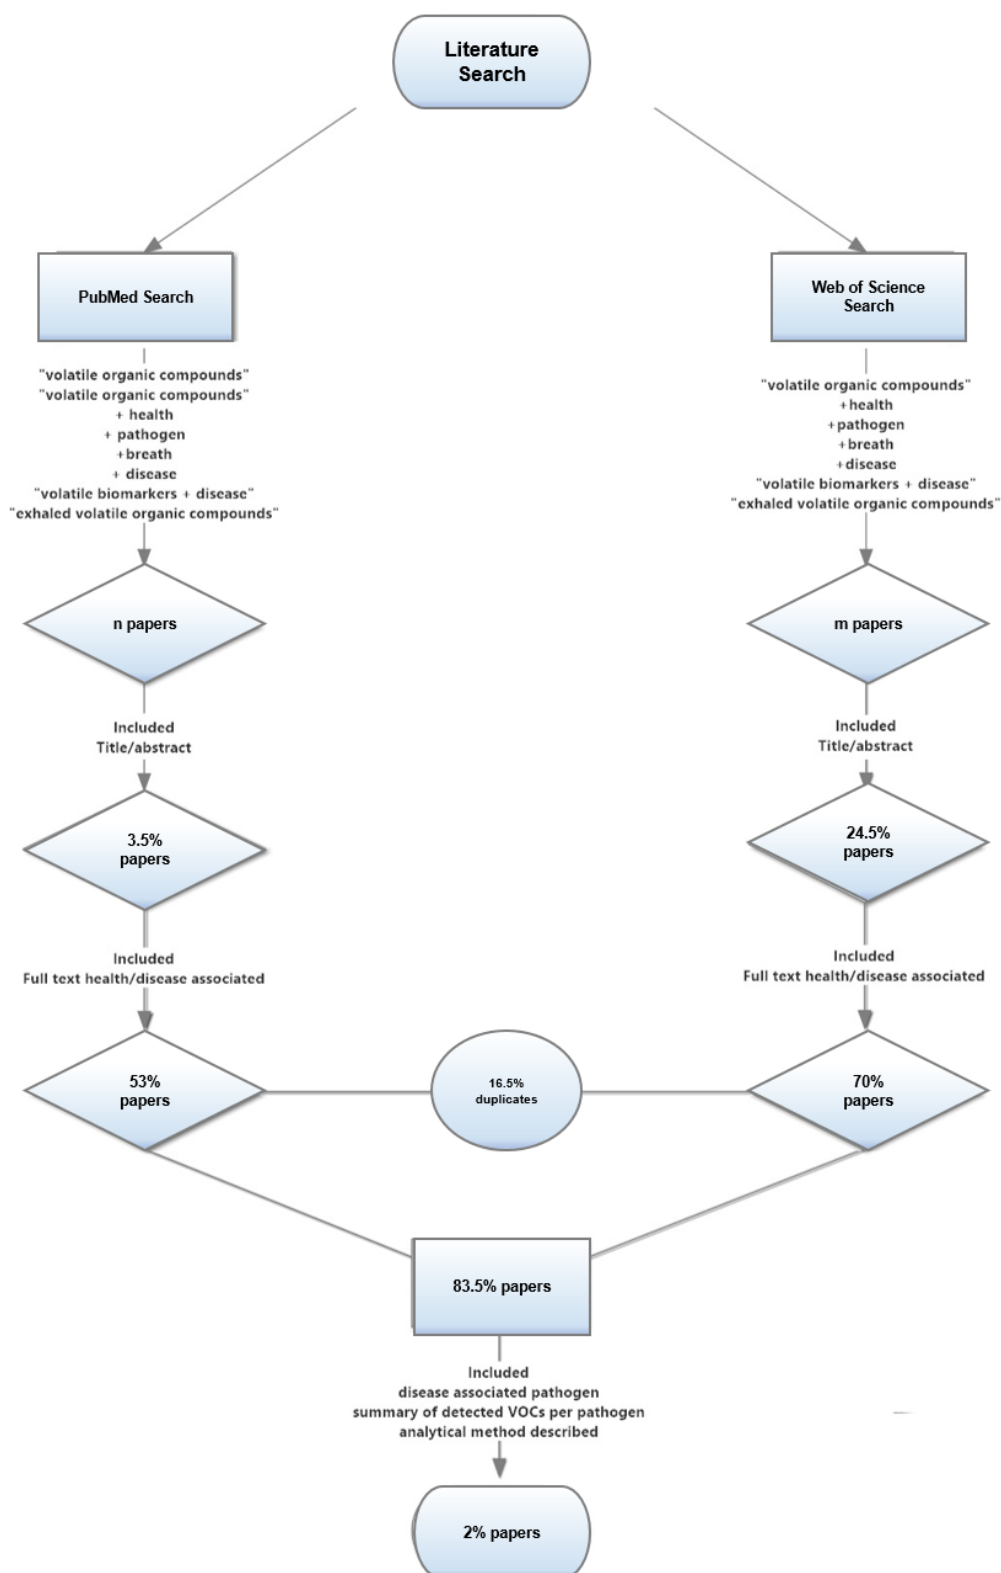 Literature
Search
PubMed Search
"volatile organic compounds"
"volatile organic compounds"
+ health
+ pathogen
+breath
+ disease
"volatile biomarkers + disease"
"exhaled volatile organic compounds"
n papers
Included
Title/abstract
3.5%
papers
Included
Full text health/disease associated
53%
papers
Web of Science
Search
"volatile organic compounds"
+health
+pathogen
+breath
+disease
"volatile biomarkers + disease"
"exhaled volatile organic compounds"
m papers
Included
Title/abstract
24.5%
papers
Included
Full text health/disease associated
70%
papers
16.5%
duplicates
83.5% papers
Included
disease associated pathogen
summary of detected VOCs per pathogen
analytical method described
2% papers